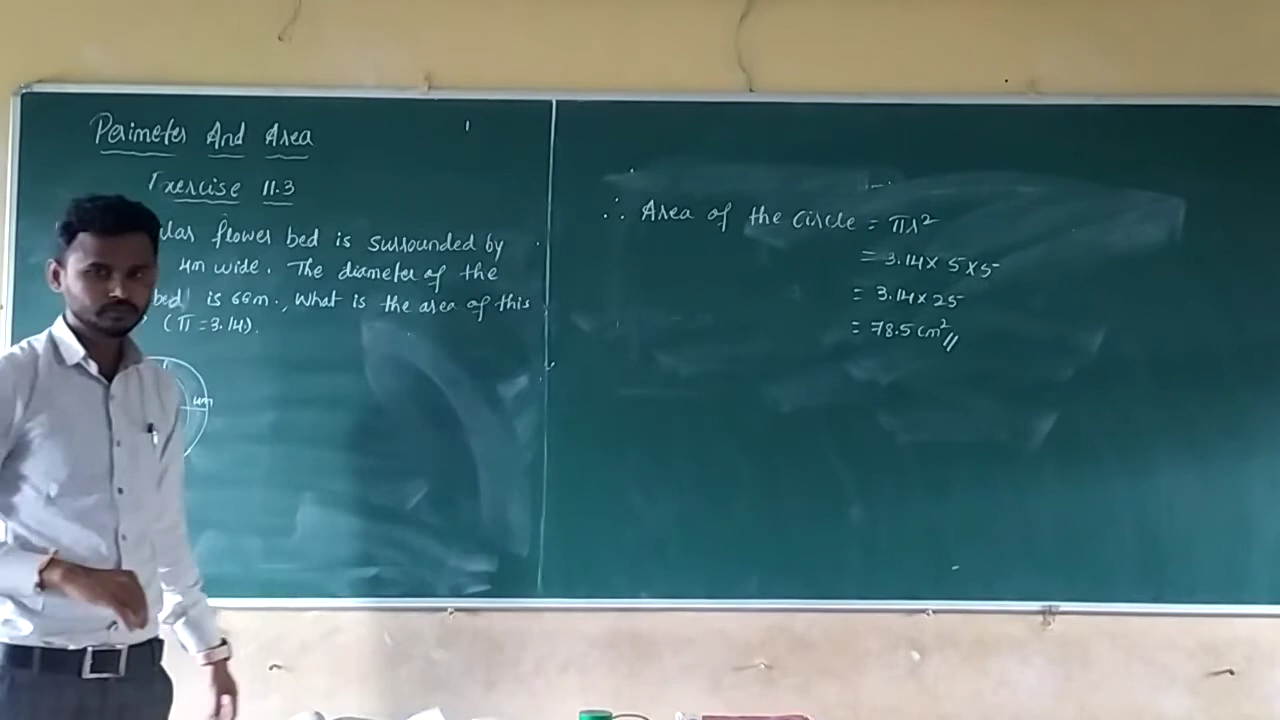 Perimeter And Area
Exercise 11.3
ular flower bed is surrounded by
4m wide. The diameter of the
bed is 66m., What is the area of this
(π = 3.14).
4m
∴ Area of the circle = πr²
= 3.14 × 5 × 5
= 3.14 × 25
= 78.5 cm²//